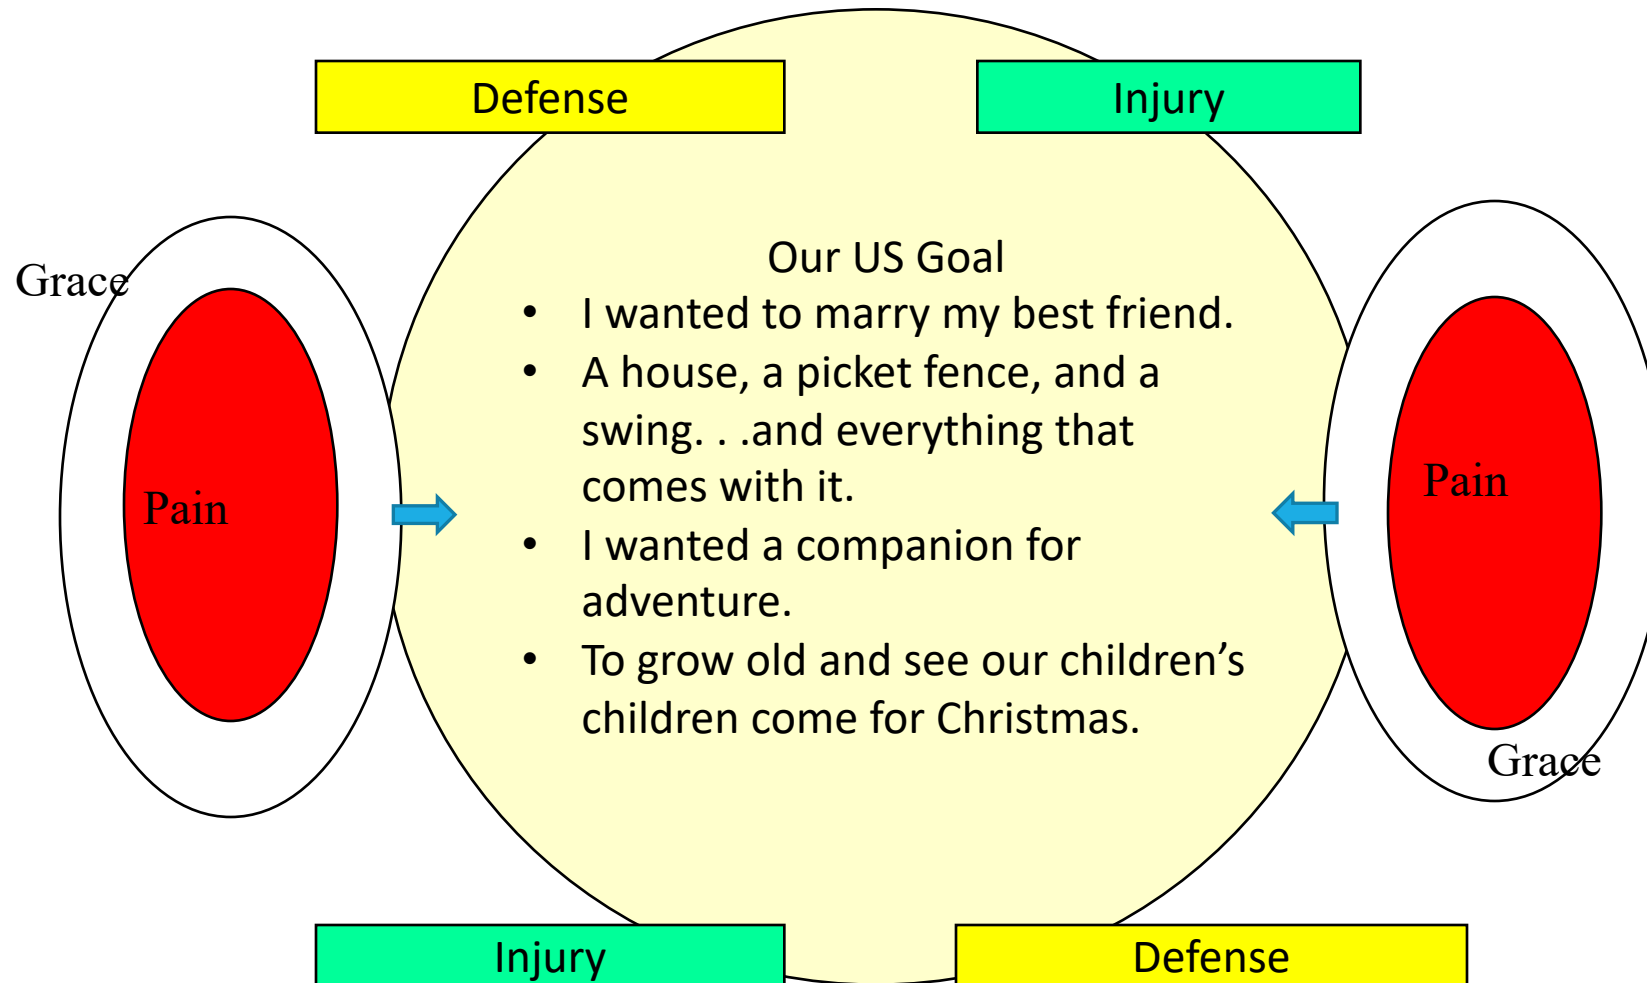 Defense
Injury
Grace
Pain
Our US Goal
• I wanted to marry my best friend.
• A house, a picket fence, and a
swing. . .and everything that
comes with it.
• I wanted a companion for
adventure.
• To grow old and see our children’s
children come for Christmas.
Pain
Grace
Injury
Defense